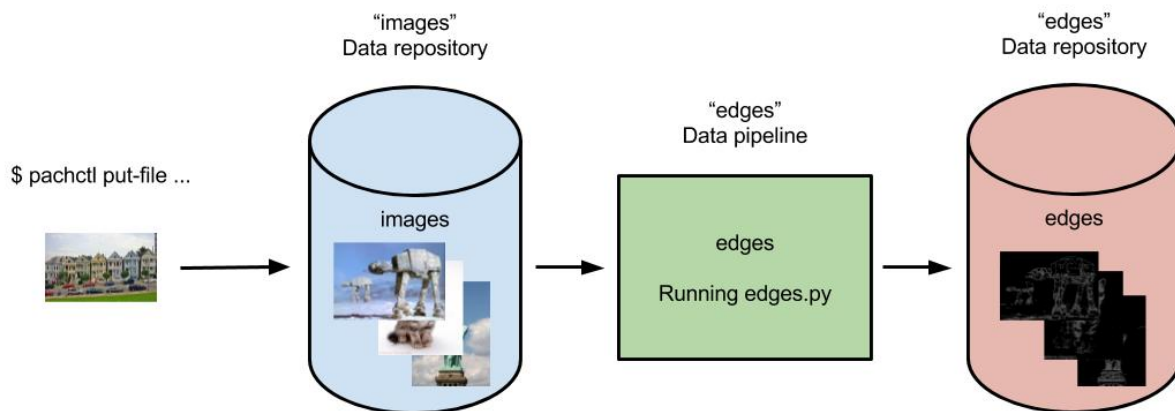 “images”
Data repository
“edges”
Data repository
“edges”
Data pipeline
$ pachctl put-file ...
images
edges
Running edges.py
edges